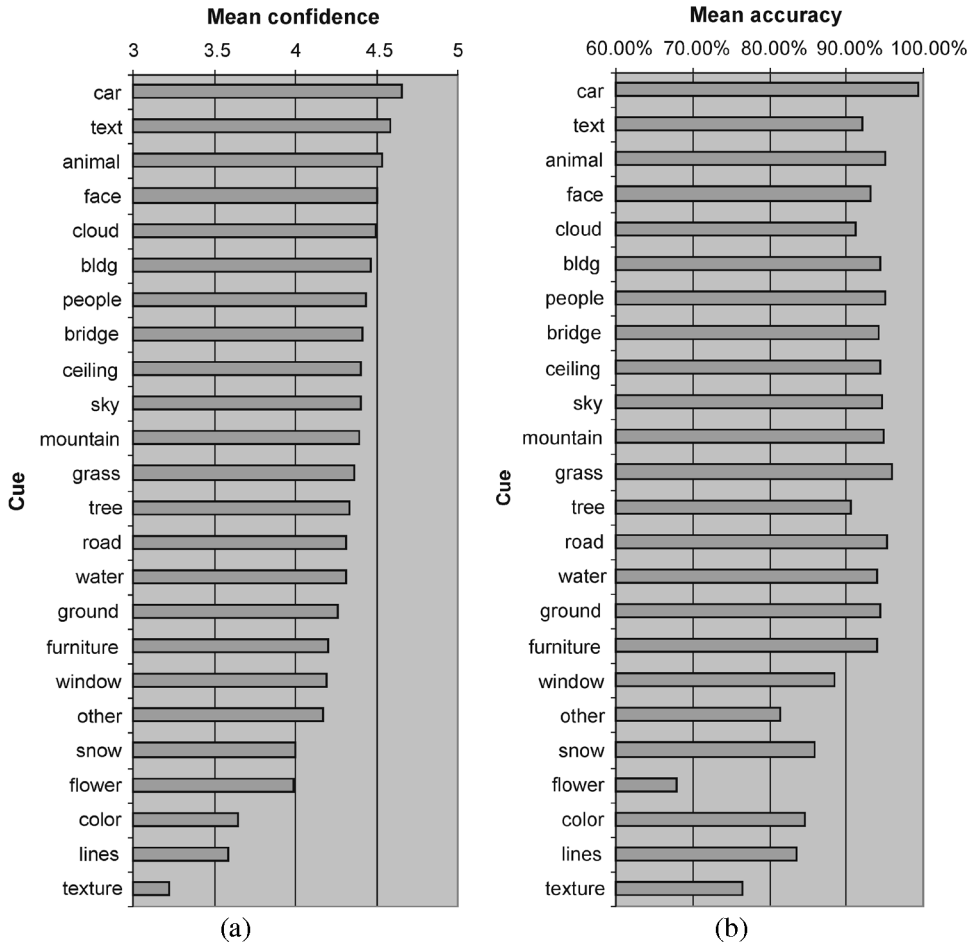 Mean confidence
3 3.5 4 4.5 5
car
text
animal
face
cloud
bldg
people
bridge
ceiling
sky
mountain
grass
tree
road
water
ground
furniture
window
other
snow
flower
color
lines
texture
Cue
(a)
Mean accuracy
60.00% 70.00% 80.00% 90.00% 100.00%
car
text
animal
face
cloud
bldg
people
bridge
ceiling
sky
mountain
grass
tree
road
water
ground
furniture
window
other
snow
flower
color
lines
texture
Cue
(b)